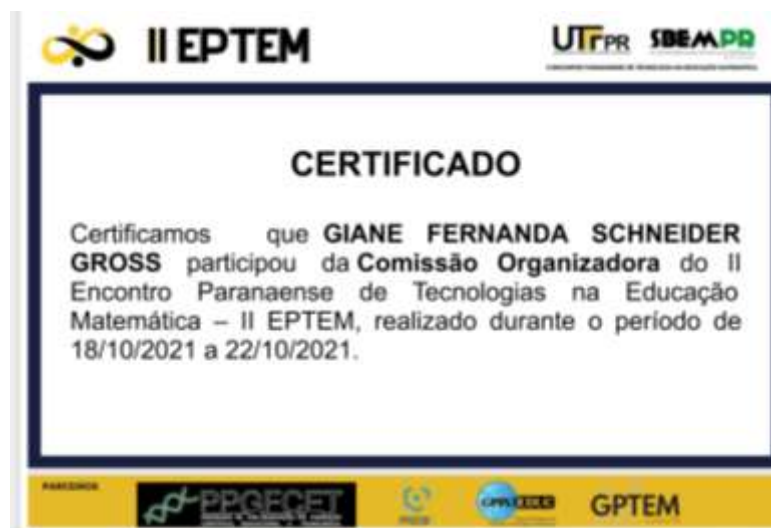 II EPTEM
UTFPR SBEMPR
CERTIFICADO
Certificamos que GIANE FERNANDA SCHNEIDER
GROSS participou da Comissão Organizadora do II
Encontro Paranaense de Tecnologias na Educação
Matemática – II EPTEM, realizado durante o período de
18/10/2021 a 22/10/2021.
PARCEIROS
PPGECET
GPTEM